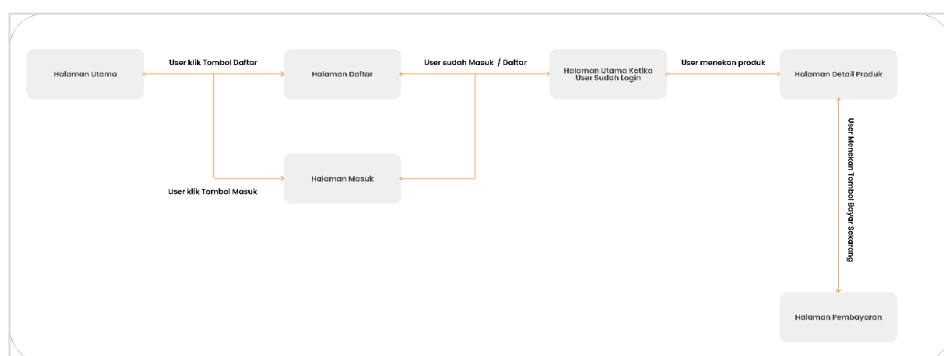 Halaman Utama
User klik Tombol Daftar
Halaman Daftar
User sudah Masuk / Daftar
Halaman Utama Ketika
User Sudah Login
User menekan produk
Halaman Detail Produk
User klik Tombol Masuk
Halaman Masuk
User Menekan Tombol Bayar Sekarang
Halaman Pembayaran